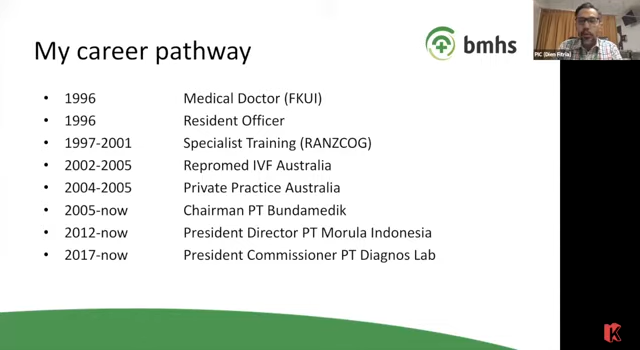 My career pathway
bmhs
PIC (Dien Fitria)
• 1996 Medical Doctor (FKUI)
• 1996 Resident Officer
• 1997-2001 Specialist Training (RANZCOG)
• 2002-2005 Repromed IVF Australia
• 2004-2005 Private Practice Australia
• 2005-now Chairman PT Bundamedik
• 2012-now President Director PT Morula Indonesia
• 2017-now President Commissioner PT Diagnos Lab
K